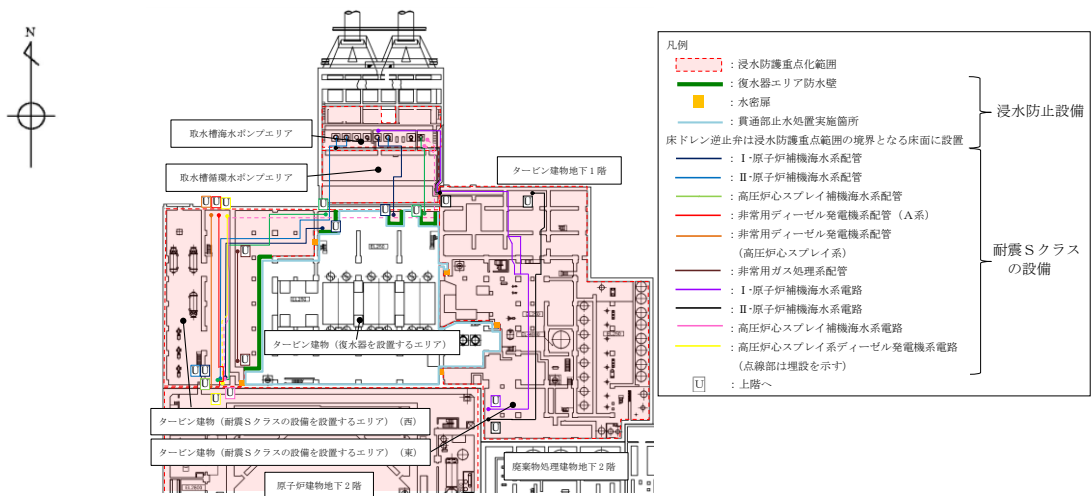 N
取水槽海水ポンプエリア
取水槽循環水ポンプエリア
タービン建物地下1階
タービン建物（復水器を設置するエリア）
タービン建物（耐震Sクラスの設備を設置するエリア）（西）
タービン建物（耐震Sクラスの設備を設置するエリア）（東）
原子炉建物地下2階
廃棄物処理建物地下2階
凡例
：浸水防護重点化範囲
：復水器エリア防水壁
：水密扉
：貫通部止水処置実施箇所
床ドレン逆止弁は浸水防護重点範囲の境界となる床面に設置
：Ⅰ-原子炉補機海水系配管
：Ⅱ-原子炉補機海水系配管
：高圧炉心スプレイ補機海水系配管
：非常用ディーゼル発電機系配管（A系）
：非常用ディーゼル発電機系配管
（高圧炉心スプレイ系）
：非常用ガス処理系配管
：Ⅰ-原子炉補機海水系電路
：Ⅱ-原子炉補機海水系電路
：高圧炉心スプレイ補機海水系電路
：高圧炉心スプレイ系ディーゼル発電機系電路
（点線部は埋設を示す）
U：上階へ
浸水防止設備
耐震Sクラス
の設備